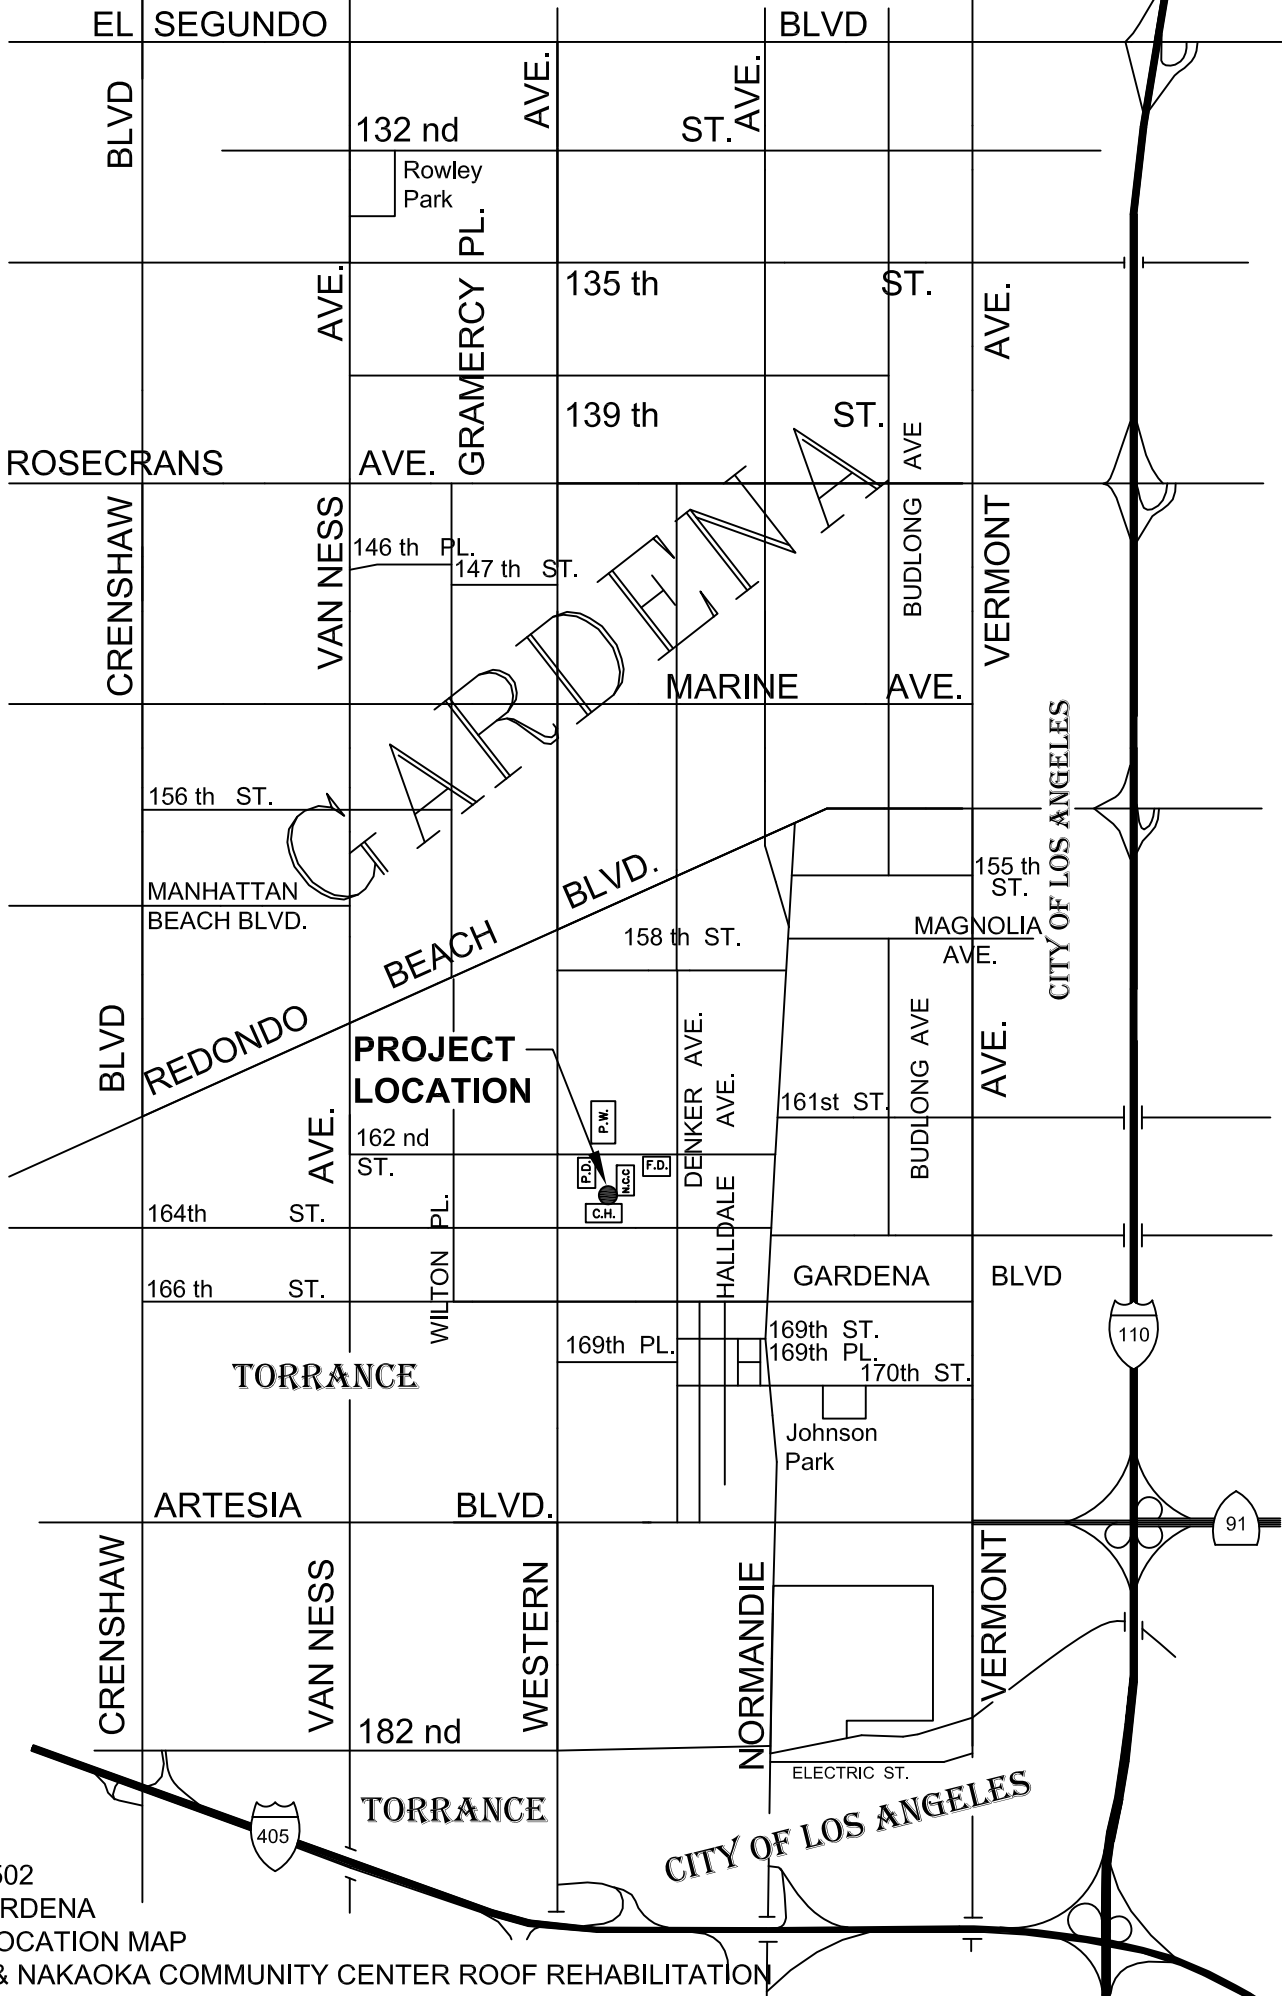 EL SEGUNDO BLVD
BLVD
AVE.
AVE.
132 nd ST.
Rowley
Park
GRAMERCY PL.
AVE.
135 th ST.
AVE.
139 th ST.
ROSECRANS AVE.
BUDLONG AVE
CRENSHAW
VAN NESS
VERMONT
146 th PL.
147 th ST.
GARDENA
MARINE AVE.
CITY OF LOS ANGELES
156 th ST.
MANHATTAN
BEACH BLVD.
REDONDO BEACH BLVD.
155 th
ST.
MAGNOLIA
AVE.
158 th ST.
BLVD
PROJECT
LOCATION
DENKER AVE.
HALLDALE AVE.
BUDLONG AVE
AVE.
AVE.
161st ST.
162 nd
ST.
P.W.
P.D.
N.C.C
F.D.
C.H.
164th ST.
WILTON PL.
166 th ST.
GARDENA BLVD
110
169th PL.
169th ST.
169th PL.
170th ST.
TORRANCE
Johnson
Park
ARTESIA BLVD.
91
CRENSHAW
VAN NESS
WESTERN
NORMANDIE
VERMONT
182 nd
ELECTRIC ST.
TORRANCE
CITY OF LOS ANGELES
405
502
RDENA
OCATION MAP
& NAKAOKA COMMUNITY CENTER ROOF REHABILITATION